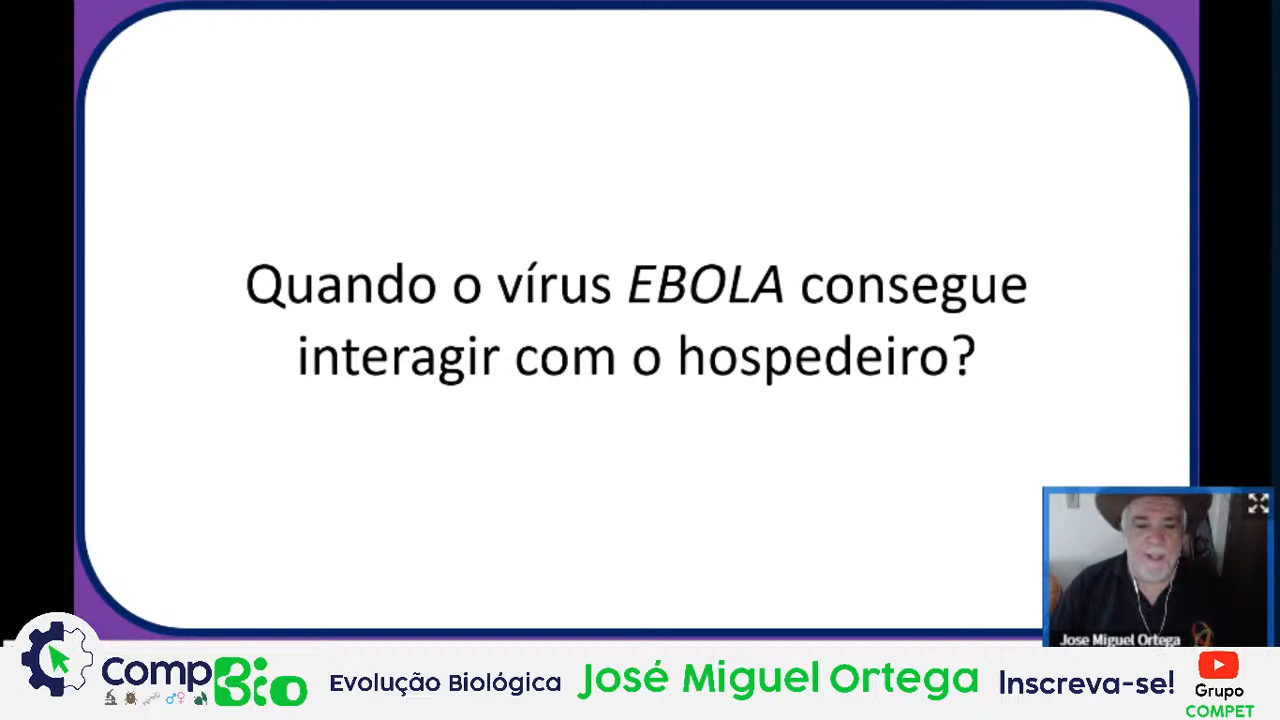 Quando o vírus EBOLA consegue
interagir com o hospedeiro?
Jose Miguel Ortega
Comp Bio
Evolução Biológica
José Miguel Ortega
Inscreva-se!
Grupo
COMPET